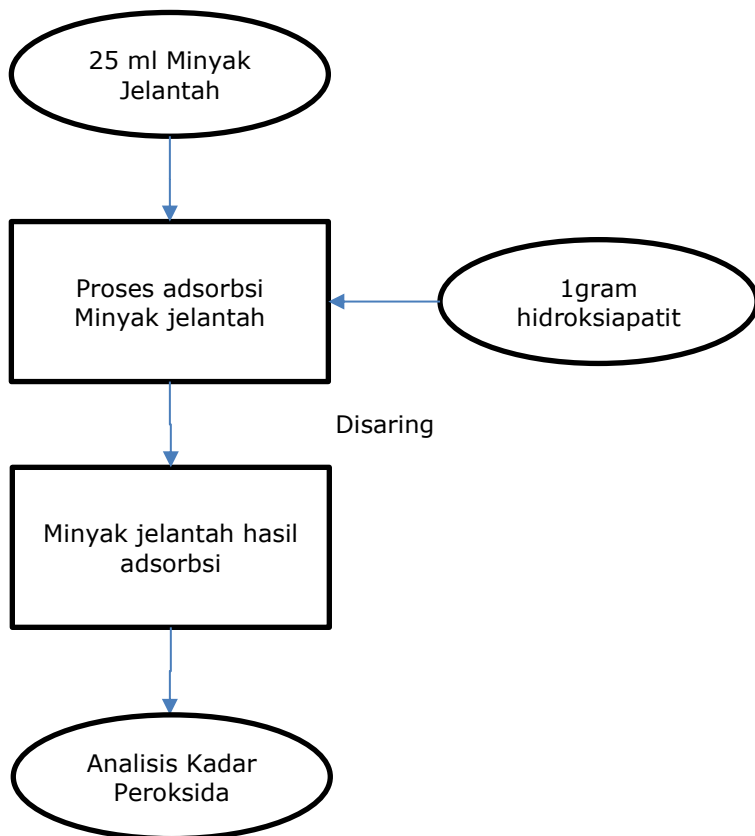 25 ml Minyak
Jelantah
Proses adsorbsi
Minyak jelantah
1gram
hidroksiapatit
Disaring
Minyak jelantah hasil
adsorbsi
Analisis Kadar
Peroksida